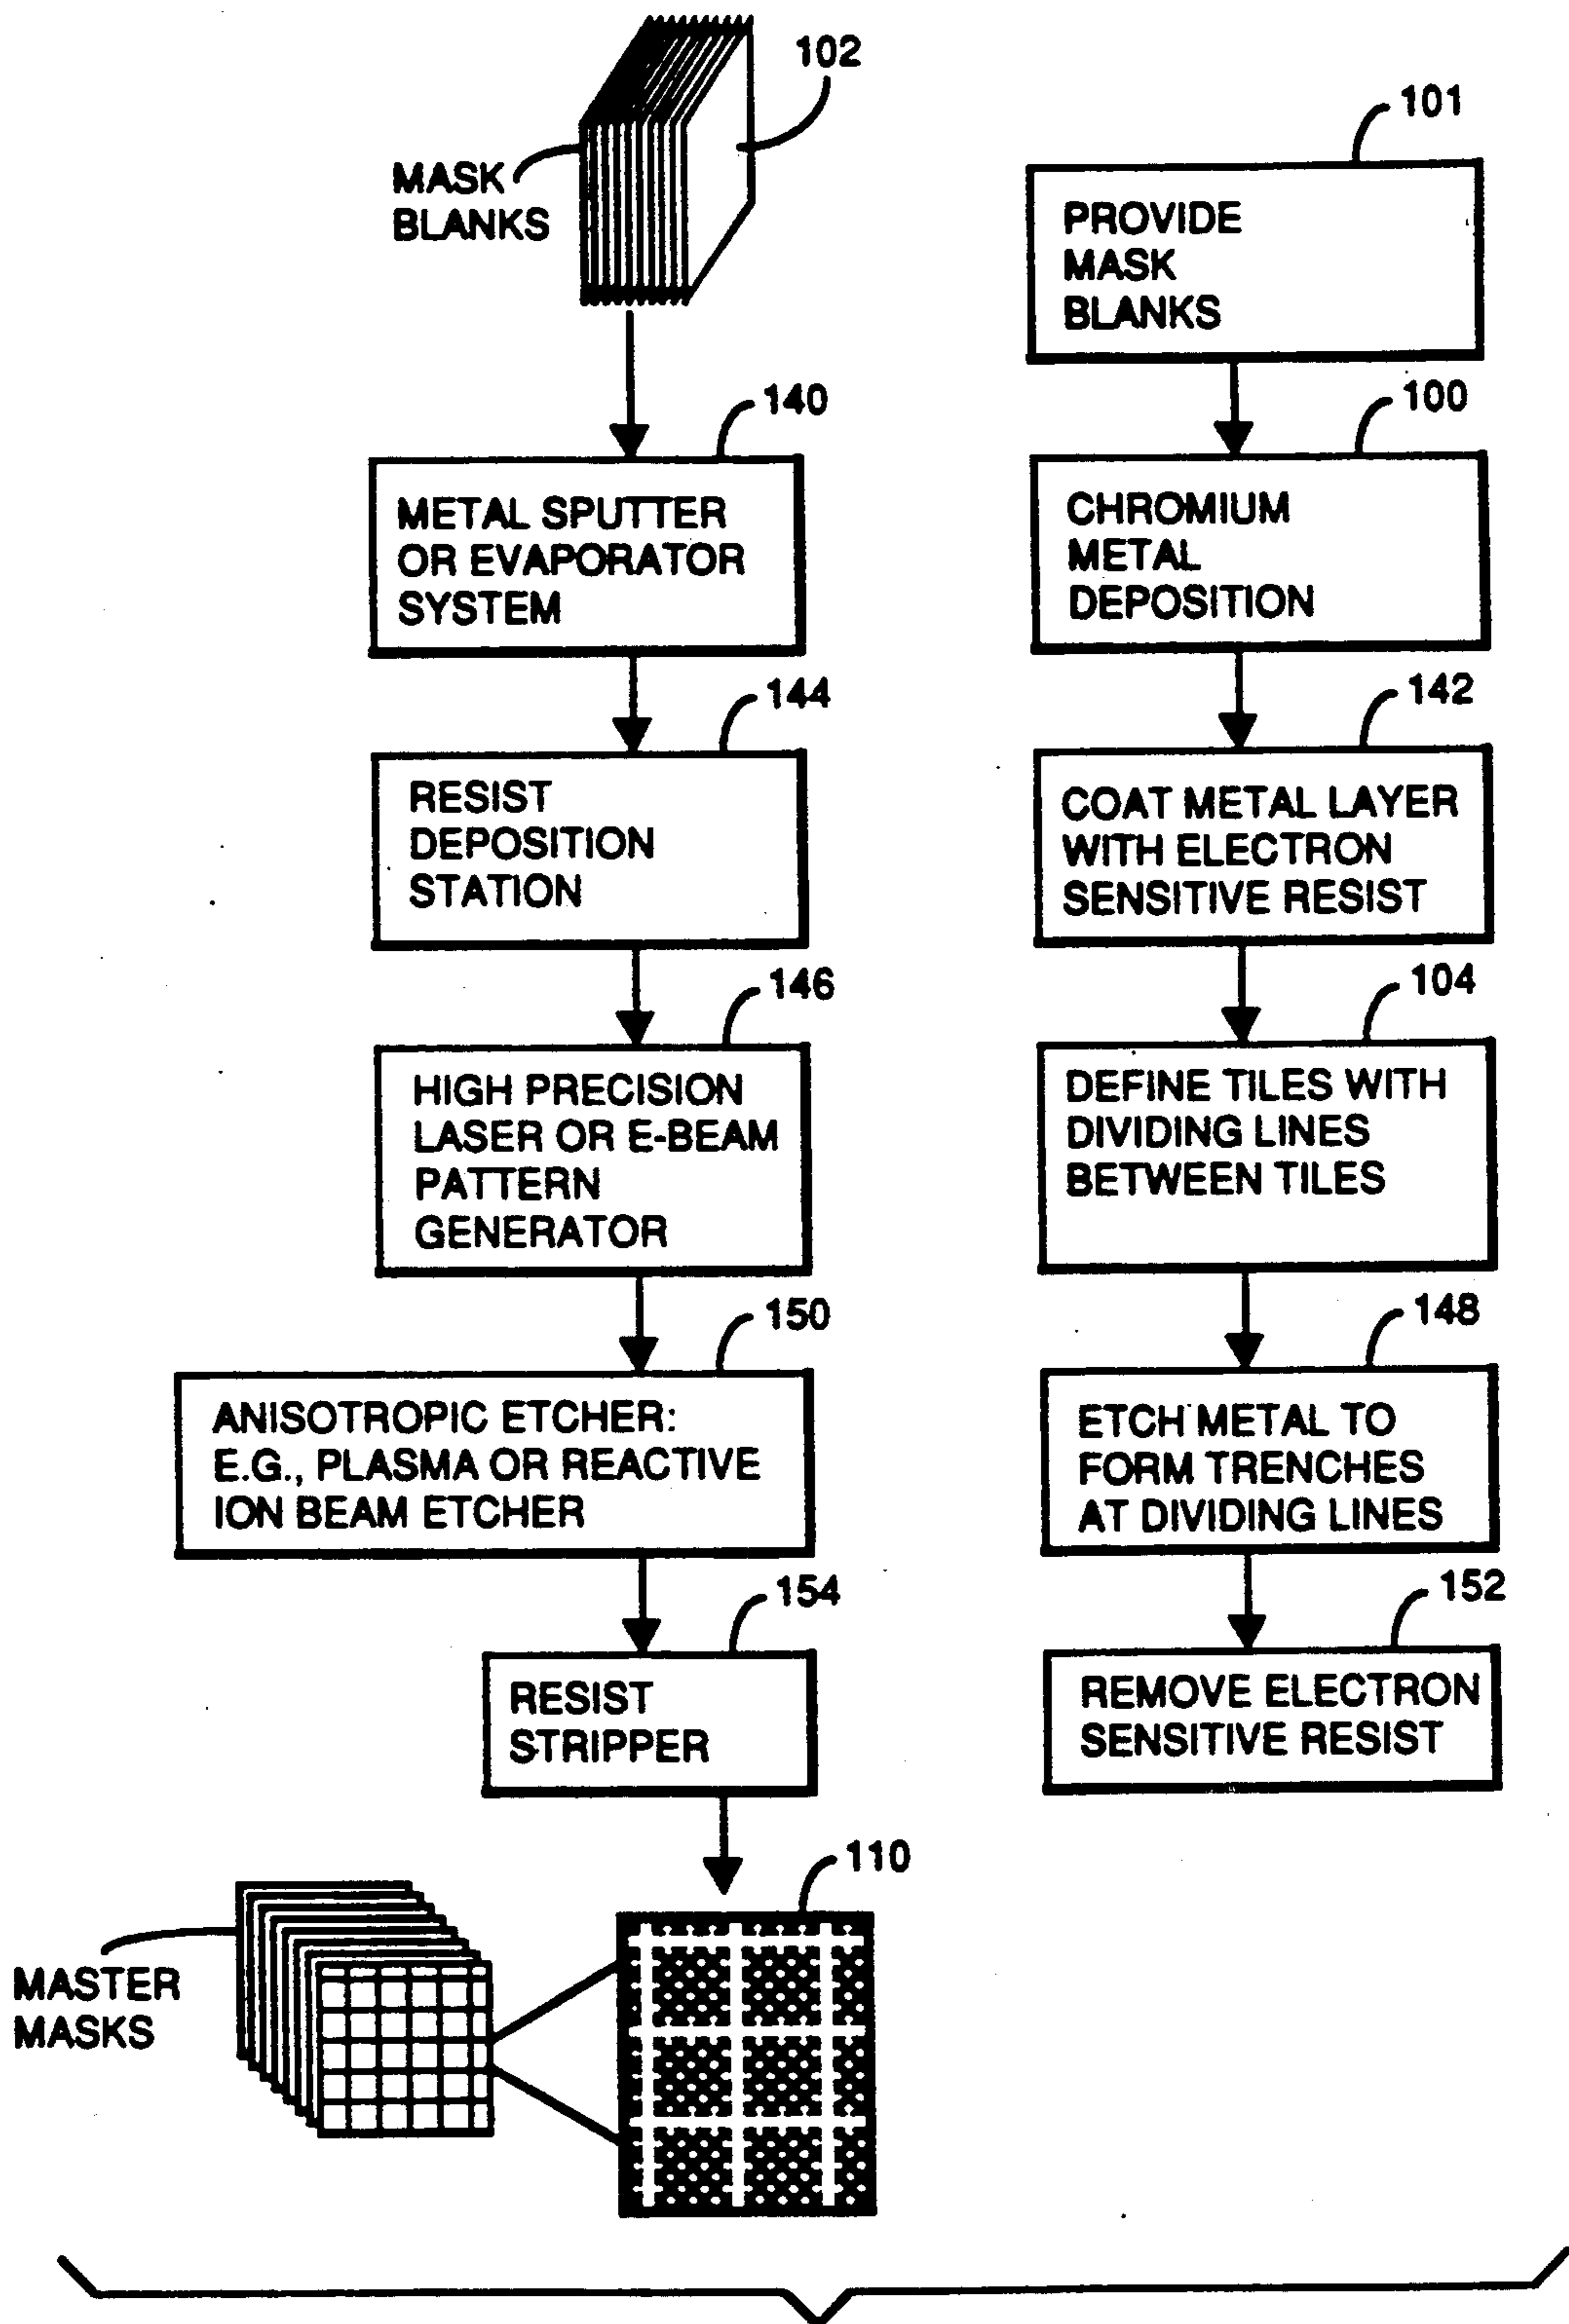 102
MASK
BLANKS
140
METAL SPUTTER
OR EVAPORATOR
SYSTEM
144
RESIST
DEPOSITION
STATION
146
HIGH PRECISION
LASER OR E-BEAM
PATTERN
GENERATOR
150
ANISOTROPIC ETCHER:
E.G., PLASMA OR REACTIVE
ION BEAM ETCHER
154
RESIST
STRIPPER
110
MASTER
MASKS
101
PROVIDE
MASK
BLANKS
100
CHROMIUM
METAL
DEPOSITION
142
COAT METAL LAYER
WITH ELECTRON
SENSITIVE RESIST
104
DEFINE TILES WITH
DIVIDING LINES
BETWEEN TILES
148
ETCH METAL TO
FORM TRENCHES
AT DIVIDING LINES
152
REMOVE ELECTRON
SENSITIVE RESIST